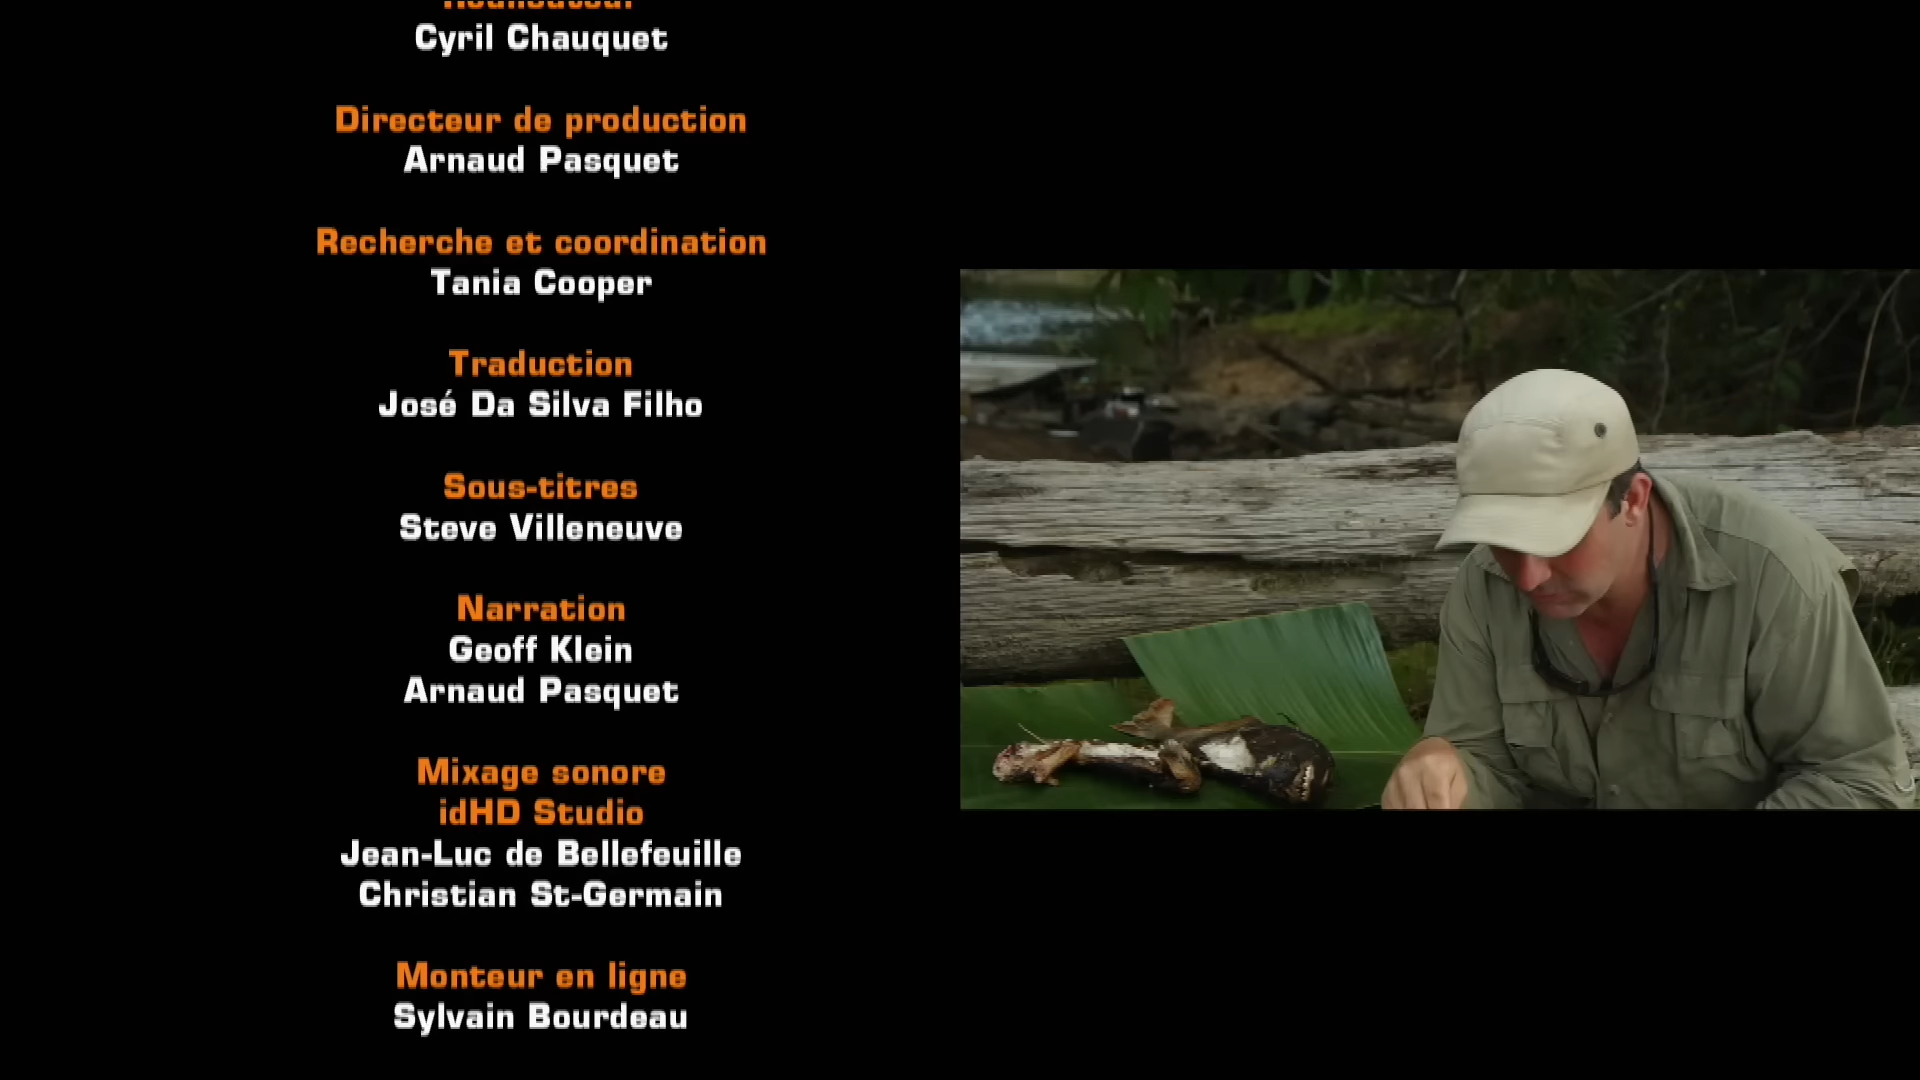 Cyril Chauquet
Directeur de production
Arnaud Pasquet
Recherche et coordination
Tania Cooper
Traduction
José Da Silva Filho
Sous-titres
Steve Villeneuve
Narration
Geoff Klein
Arnaud Pasquet
Mixage sonore
idHD Studio
Jean-Luc de Bellefeuille
Christian St-Germain
Monteur en ligne
Sylvain Bourdeau